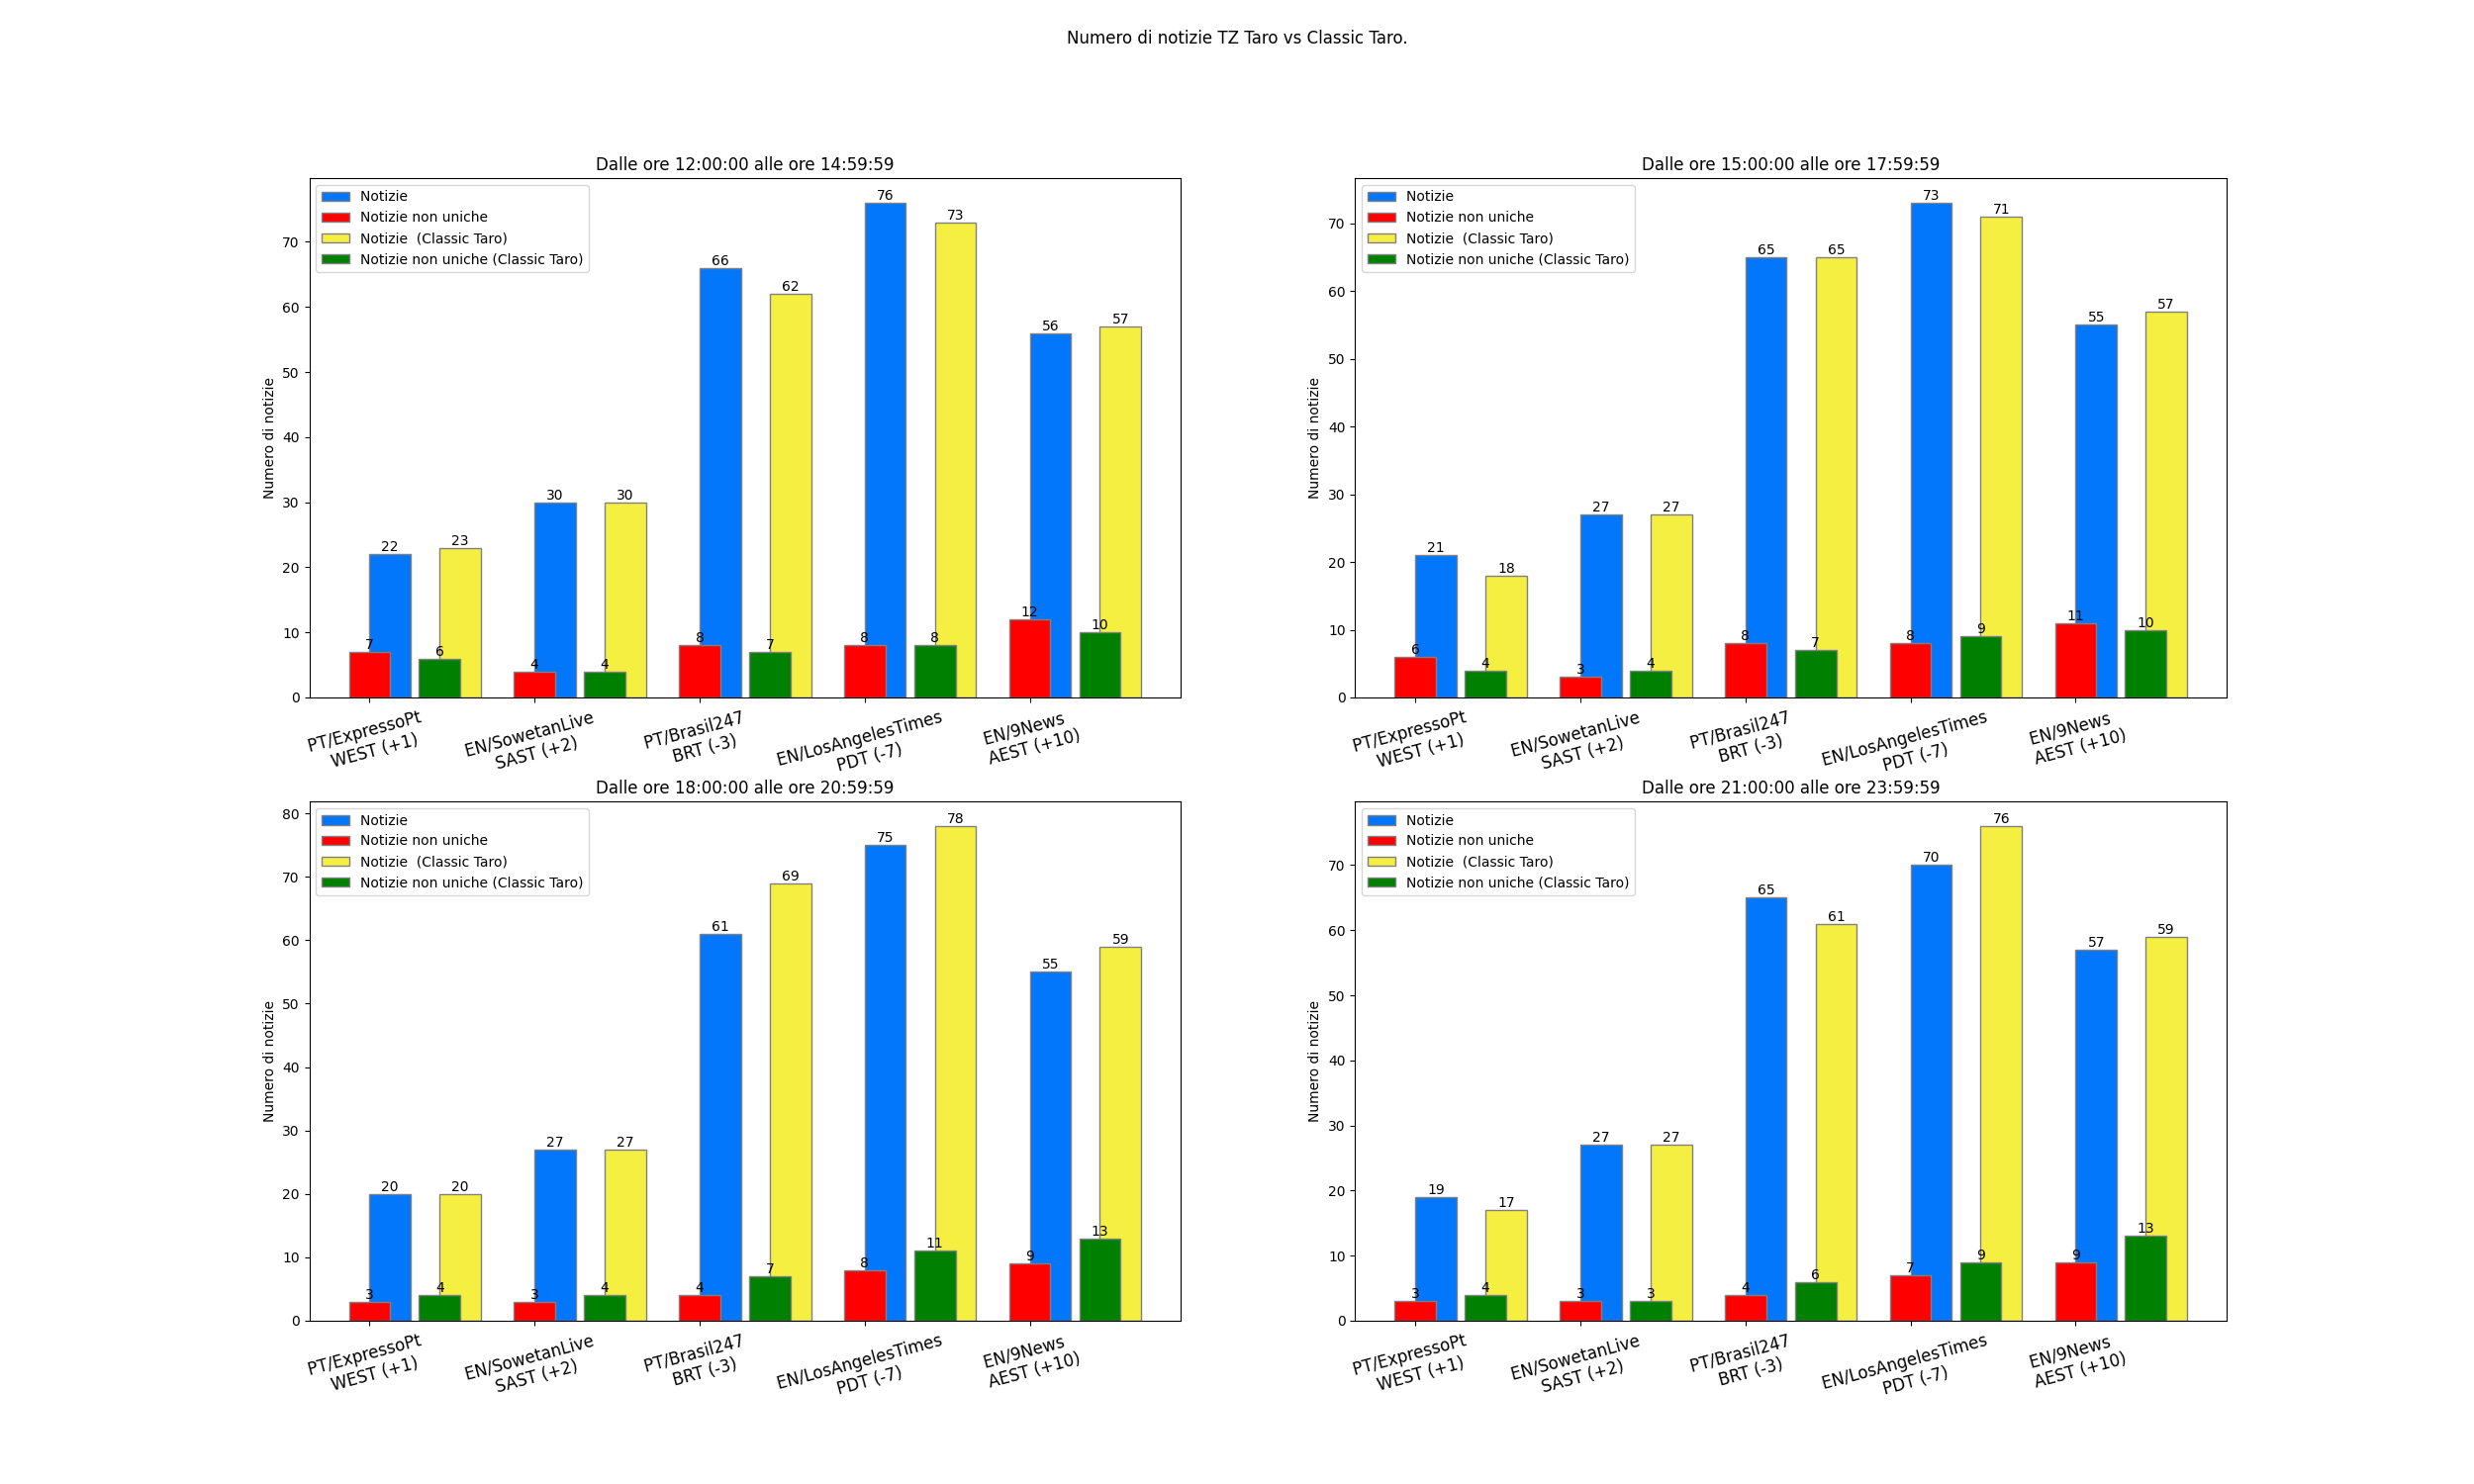 Numero di notizie TZ Taro vs Classic Taro.
Dalle ore 12:00:00 alle ore 14:59:59
Notizie
Notizie non uniche
Notizie  (Classic Taro)
Notizie non uniche (Classic Taro)
Numero di notizie
0
10
20
30
40
50
60
70
22
30
66
76
56
7
4
8
8
12
23
30
62
73
57
6
4
7
8
10
PT/ExpressoPt
WEST (+1)
EN/SowetanLive
SAST (+2)
PT/Brasil247
BRT (-3)
EN/LosAngelesTimes
PDT (-7)
EN/9News
AEST (+10)
Dalle ore 15:00:00 alle ore 17:59:59
Notizie
Notizie non uniche
Notizie  (Classic Taro)
Notizie non uniche (Classic Taro)
Numero di notizie
0
10
20
30
40
50
60
70
21
27
65
73
55
6
3
8
8
11
18
27
65
71
57
4
4
7
9
10
PT/ExpressoPt
WEST (+1)
EN/SowetanLive
SAST (+2)
PT/Brasil247
BRT (-3)
EN/LosAngelesTimes
PDT (-7)
EN/9News
AEST (+10)
Dalle ore 18:00:00 alle ore 20:59:59
Notizie
Notizie non uniche
Notizie  (Classic Taro)
Notizie non uniche (Classic Taro)
Numero di notizie
0
10
20
30
40
50
60
70
80
20
27
61
75
55
3
3
4
8
9
20
27
69
78
59
4
4
7
11
13
PT/ExpressoPt
WEST (+1)
EN/SowetanLive
SAST (+2)
PT/Brasil247
BRT (-3)
EN/LosAngelesTimes
PDT (-7)
EN/9News
AEST (+10)
Dalle ore 21:00:00 alle ore 23:59:59
Notizie
Notizie non uniche
Notizie  (Classic Taro)
Notizie non uniche (Classic Taro)
Numero di notizie
0
10
20
30
40
50
60
70
19
27
65
70
57
3
3
4
7
9
17
27
61
76
59
4
3
6
9
13
PT/ExpressoPt
WEST (+1)
EN/SowetanLive
SAST (+2)
PT/Brasil247
BRT (-3)
EN/LosAngelesTimes
PDT (-7)
EN/9News
AEST (+10)